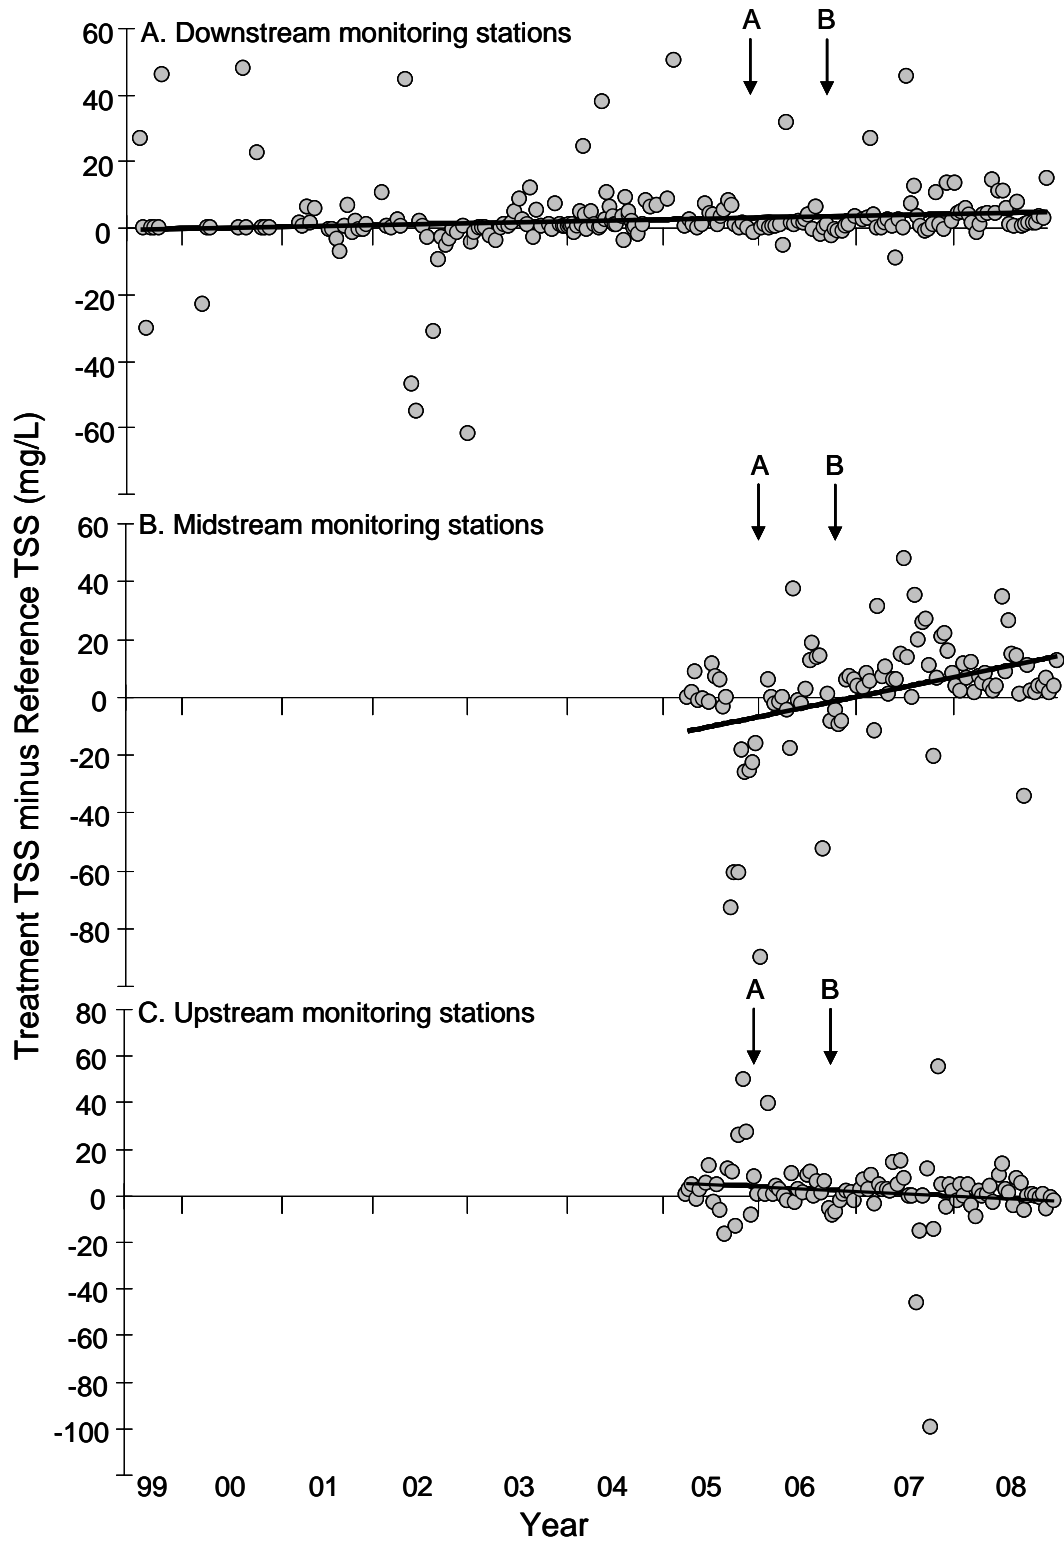 A B
60 A. Downstream monitoring stations
40
20
0
-20
-40
-60
A B
60 B. Midstream monitoring stations
40
20
0
-20
-40
-60
-80
A B
80 C. Upstream monitoring stations
60
40
20
0
-20
-40
-60
-80
-100
99 00 01 02 03 04 05 06 07 08
Year
Treatment TSS minus Reference TSS (mg/L)